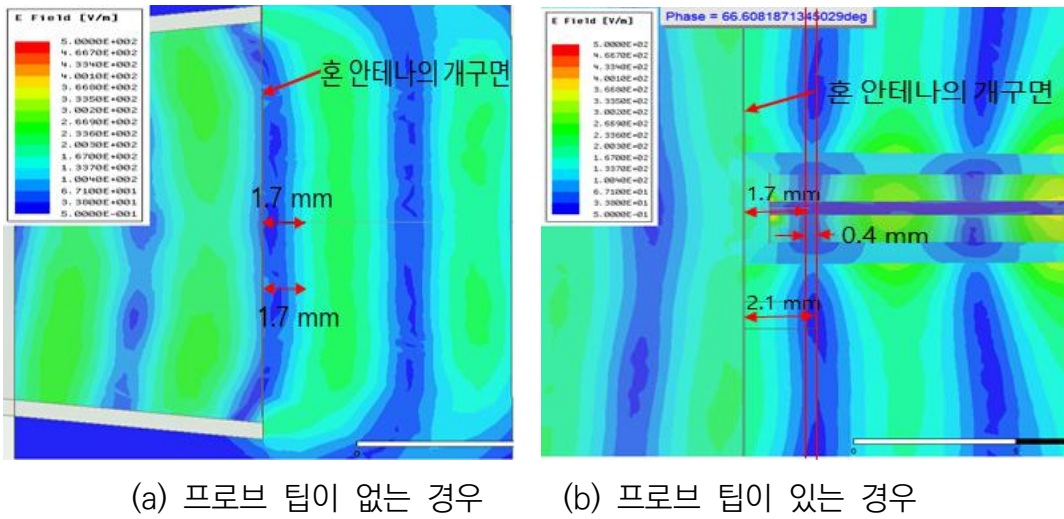 E Field [V/m]
5.0000E+002
4.6670E+002
4.3340E+002
4.0010E+002
3.6680E+002
3.3350E+002
3.0020E+002
2.6690E+002
2.3360E+002
2.0030E+002
1.6700E+002
1.3370E+002
1.0040E+002
6.7100E+001
3.3800E+001
5.0000E-001
혼 안테나의 개구면
1.7 mm
1.7 mm
0
E Field [V/m]
Phase = 66.6081871345029deg
5.0000E+02
4.6670E+02
4.3340E+02
4.0010E+02
3.6680E+02
3.3350E+02
3.0020E+02
2.6690E+02
2.3360E+02
2.0030E+02
1.6700E+02
1.3370E+02
1.0040E+02
6.7100E+01
3.3800E+01
5.0000E-01
혼 안테나의 개구면
1.7 mm
0.4 mm
2.1 mm
0
(a) 프로브 팁이 없는 경우
(b) 프로브 팁이 있는 경우